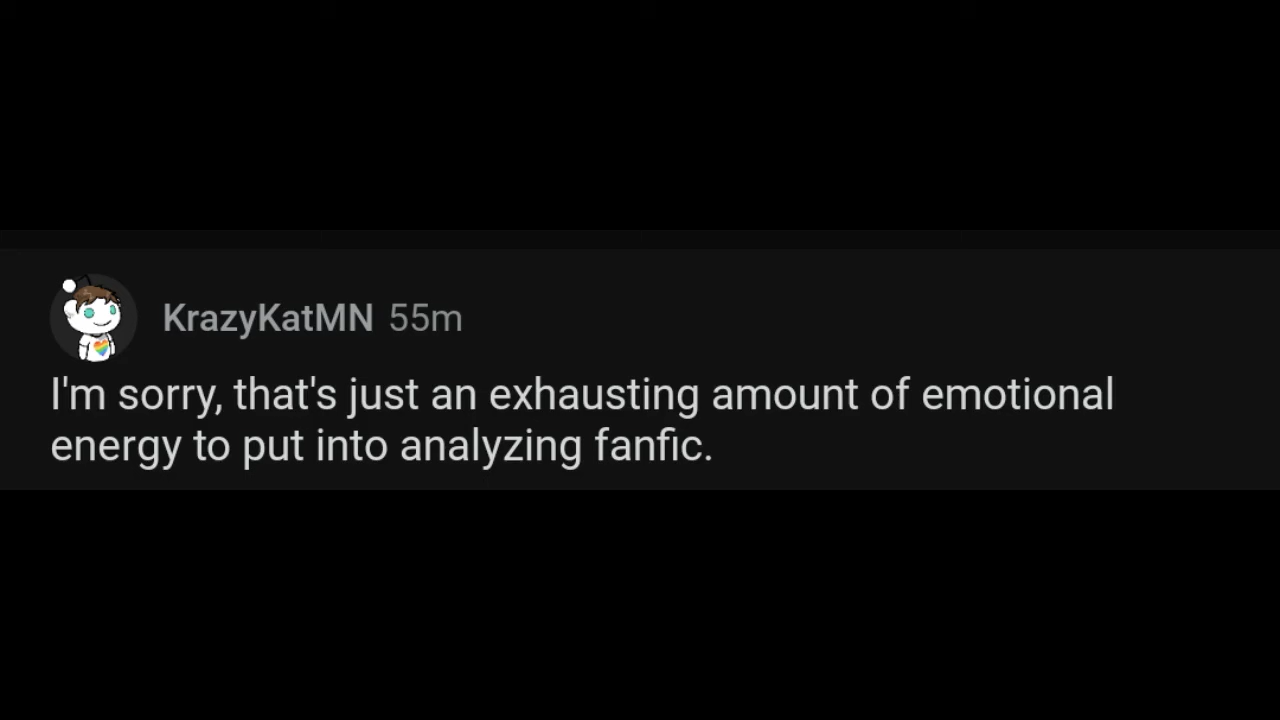 KrazyKatMN 55m
I'm sorry, that's just an exhausting amount of emotional
energy to put into analyzing fanfic.